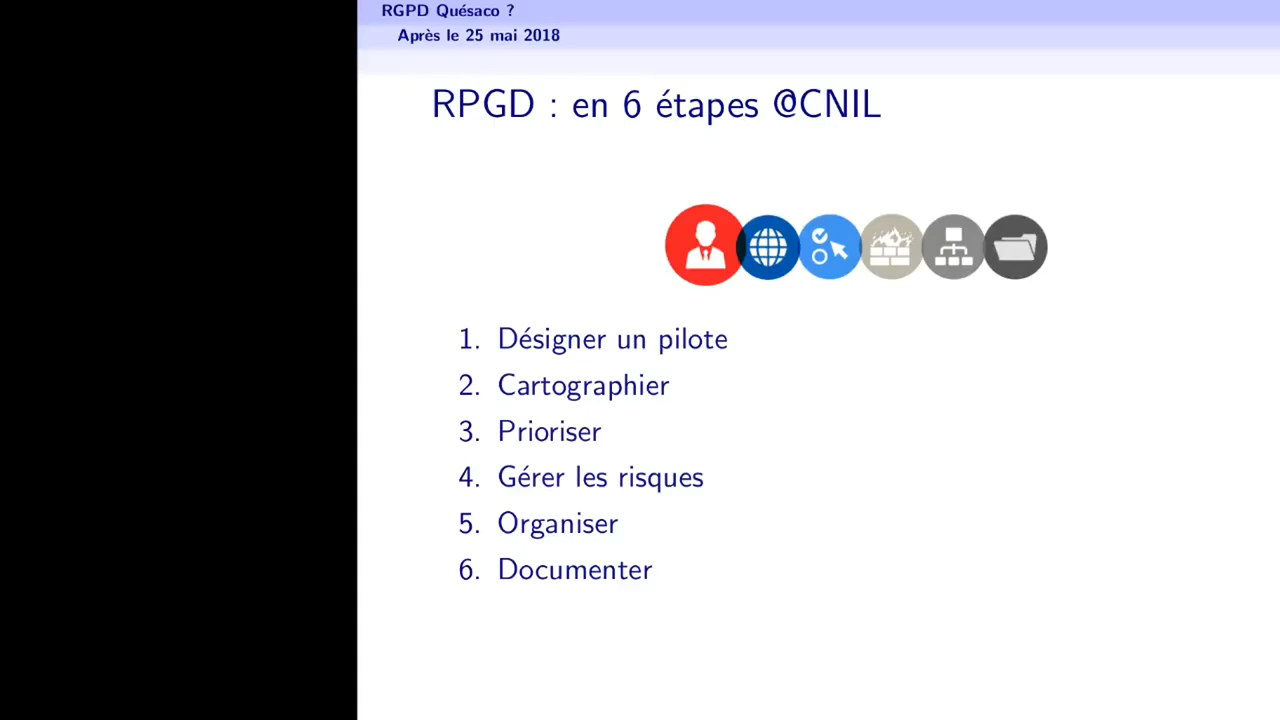 RGPD Quésaco ?
Après le 25 mai 2018
RPGD : en 6 étapes @CNIL
1. Désigner un pilote
2. Cartographier
3. Prioriser
4. Gérer les risques
5. Organiser
6. Documenter